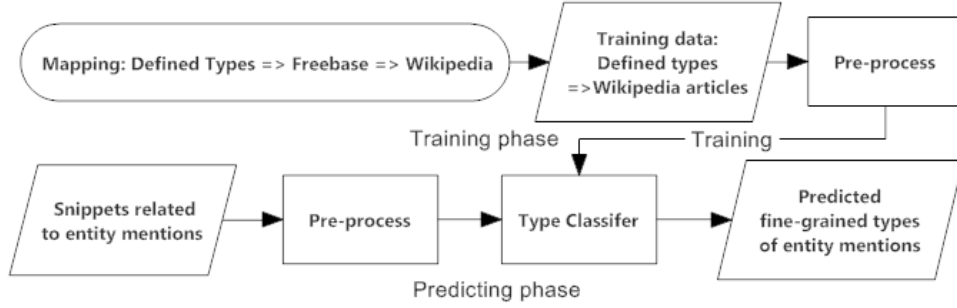 Mapping: Defined Types => Freebase => Wikipedia
Training data:
Defined types
=>Wikipedia articles
Pre-process
Training phase
Training
Snippets related
to entity mentions
Pre-process
Type Classifer
Predicted
fine-grained types
of entity mentions
Predicting phase